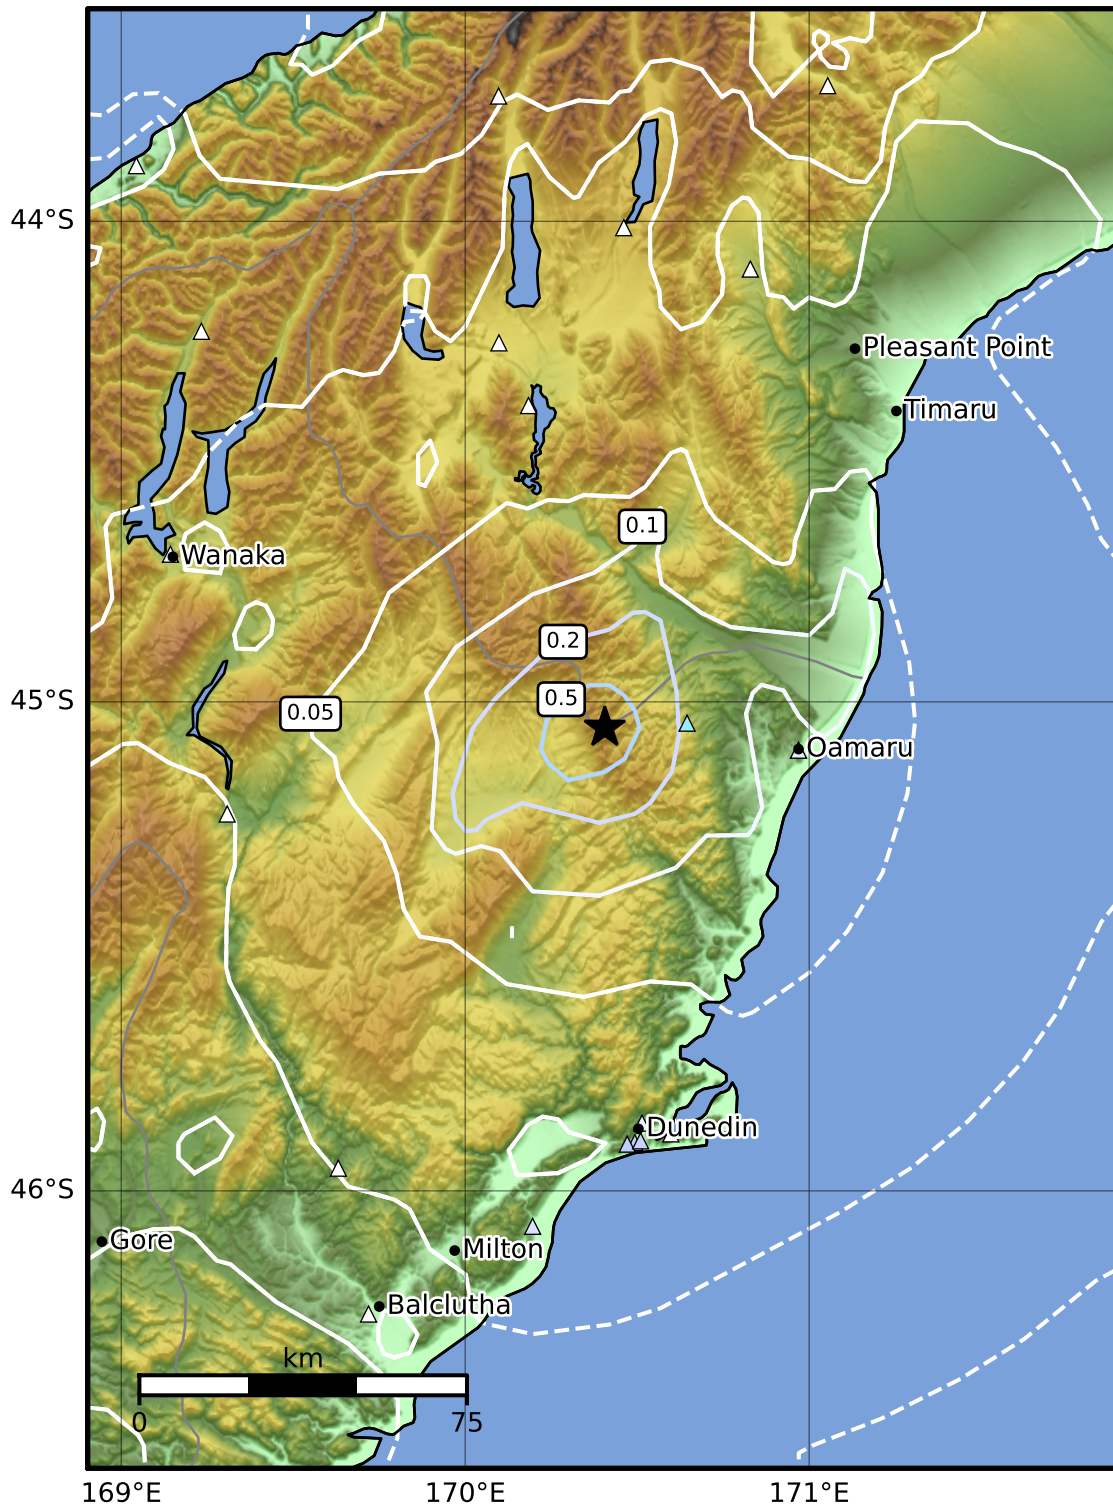 44°S
Pleasant Point
Timaru
0.1
Wanaka
0.2
0.5
45°S
0.05
Oamaru
Dunedin
46°S
Gore
Milton
Balclutha
km
0
75
169°E
170°E
171°E